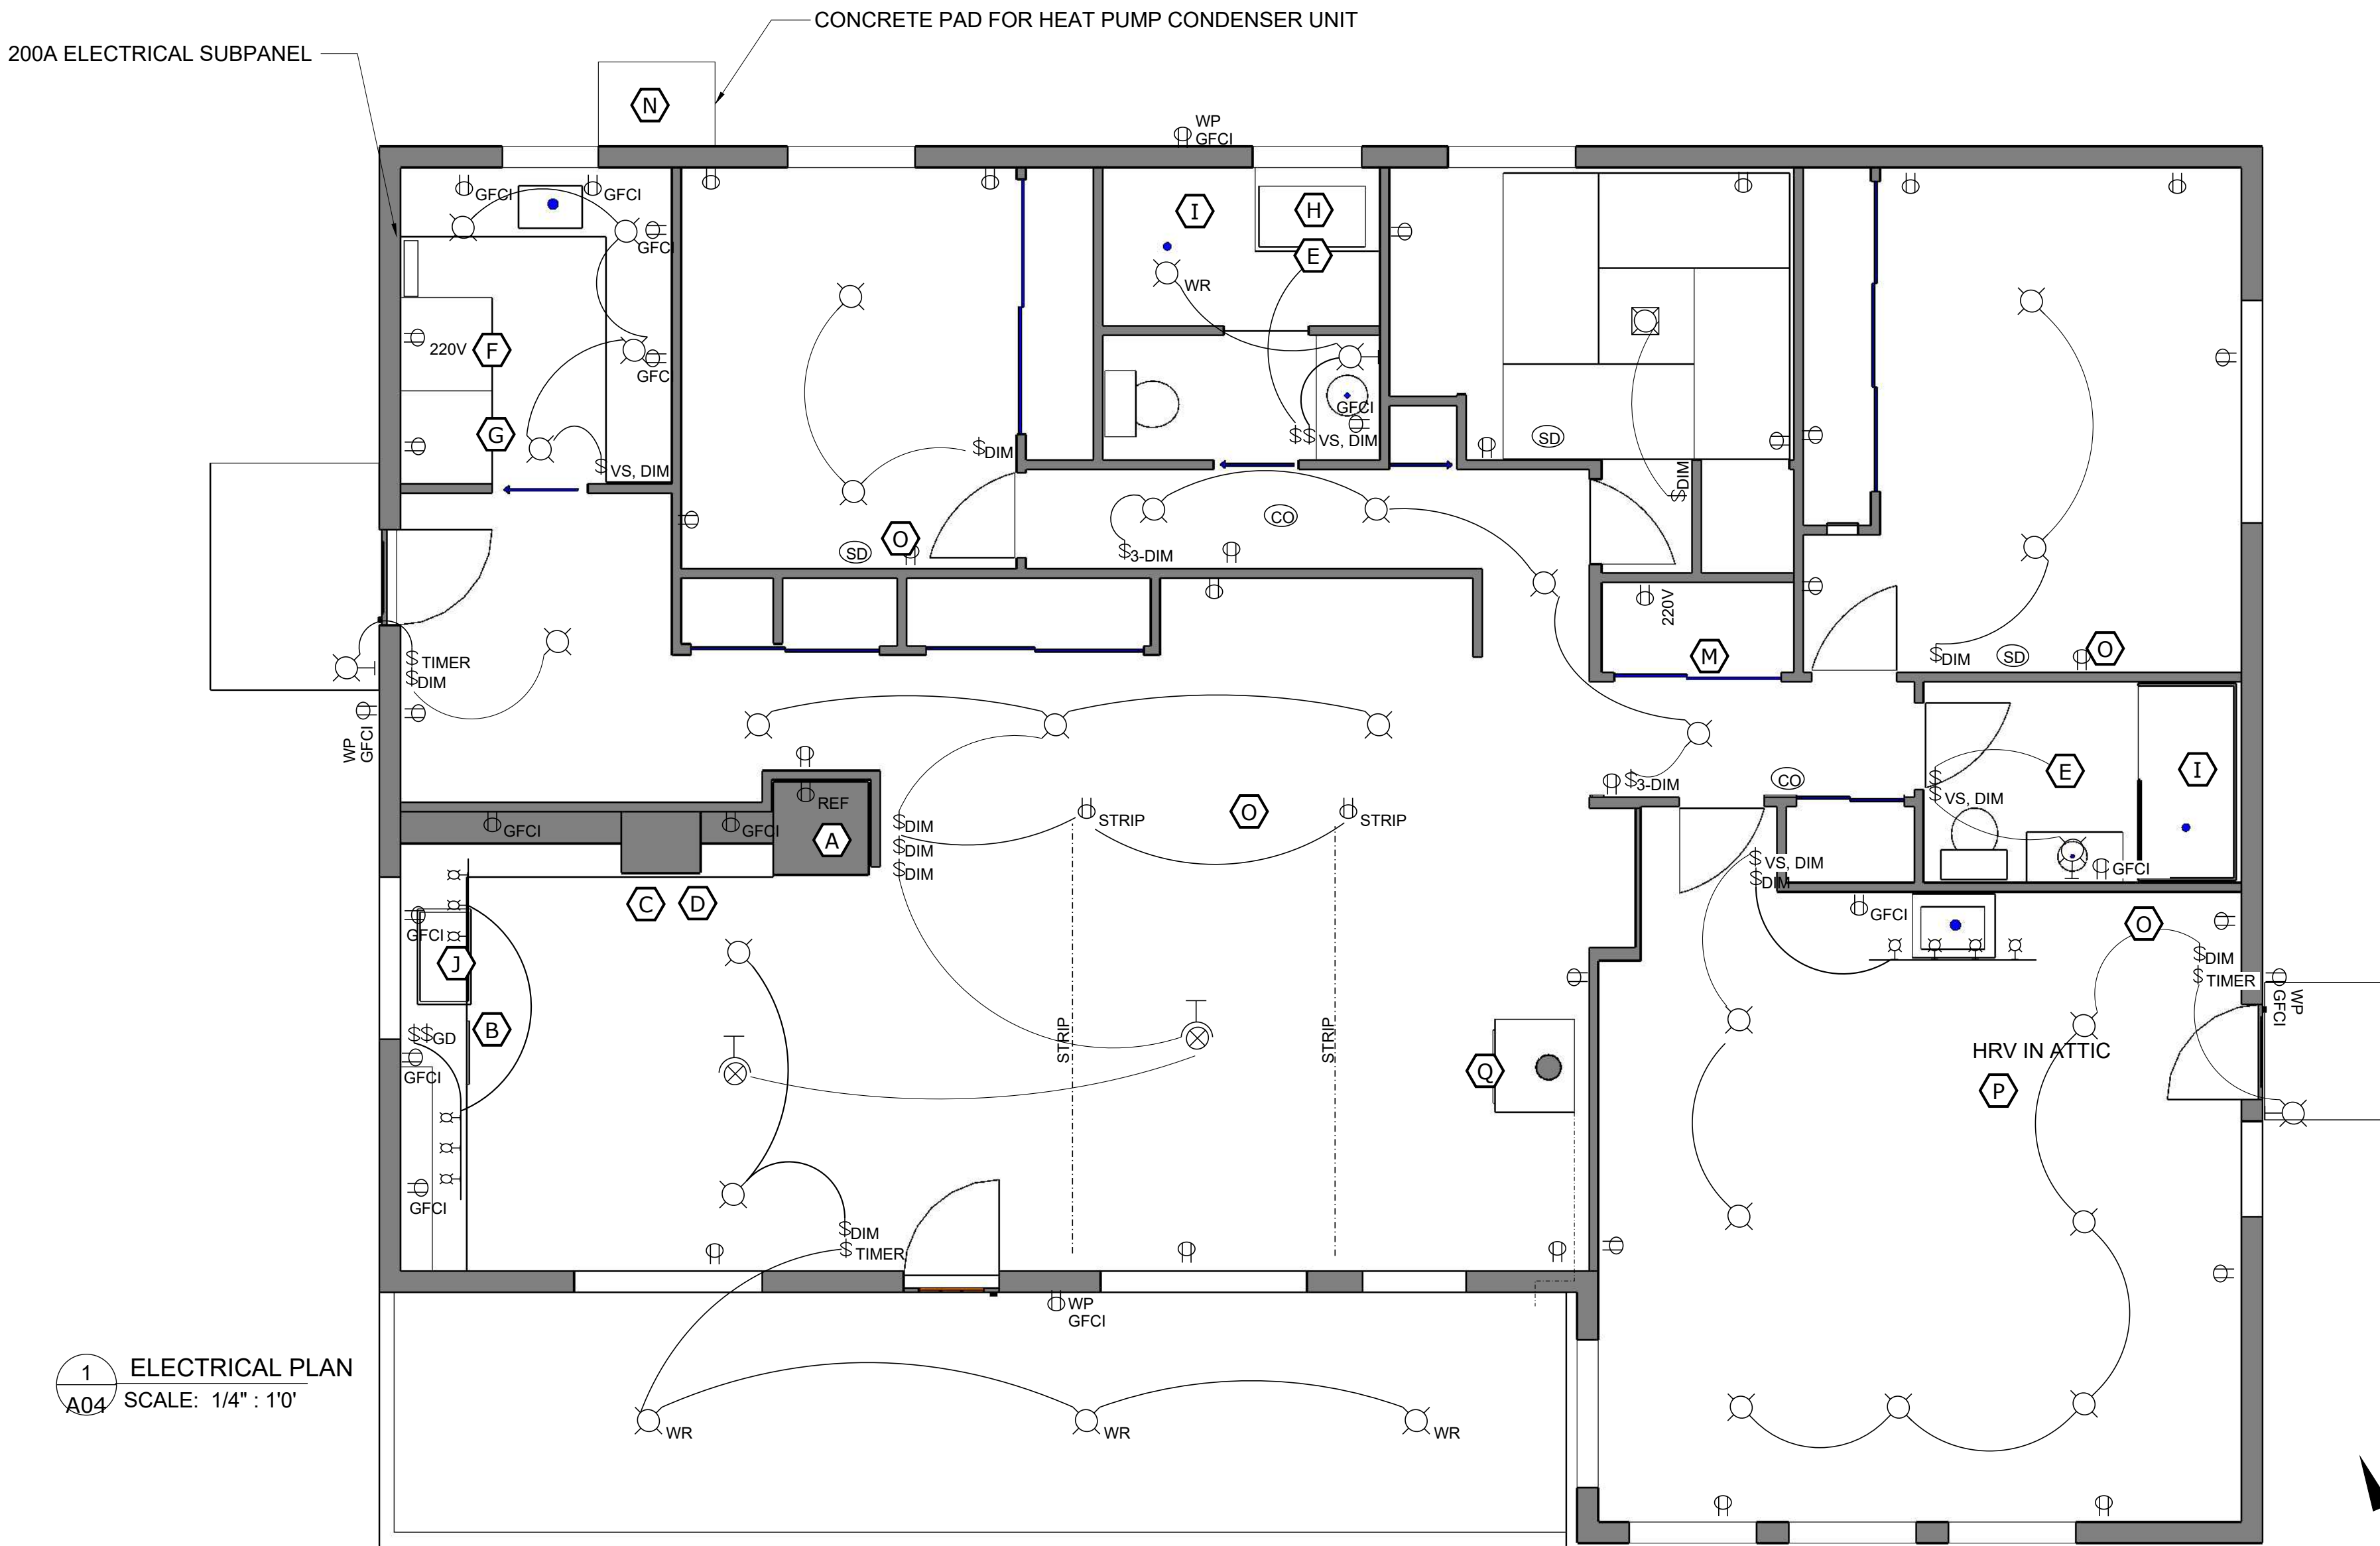 CONCRETE PAD FOR HEAT PUMP CONDENSER UNIT
200A ELECTRICAL SUBPANEL
N
WP
GFCI
GFCI
GFCI
GFCI
I
H
E
WR
220V
F
GFCI
G
GFCI
VS, DIM
$$ VS, DIM
$DIM
SD
$DIM
$ VS, DIM
CO
O
SD
$3-DIM
220V
M
$DIM
SD
O
$ TIMER
$DIM
WP
GFCI
$3-DIM
CO
E
I
$
$ VS, DIM
REF
GFCI
GFCI
A
$DIM
$DIM
$DIM
STRIP
O
STRIP
$ VS, DIM
$DIM
GFCI
C
D
GFCI
O
GFCI
J
$DIM
$ TIMER
WP
GFCI
B
$$GD
GFCI
STRIP
STRIP
Q
HRV IN ATTIC
P
GFCI
$DIM
$ TIMER
WP
GFCI
1
A04
ELECTRICAL PLAN
SCALE: 1/4" : 1'0'
WR
WR
WR